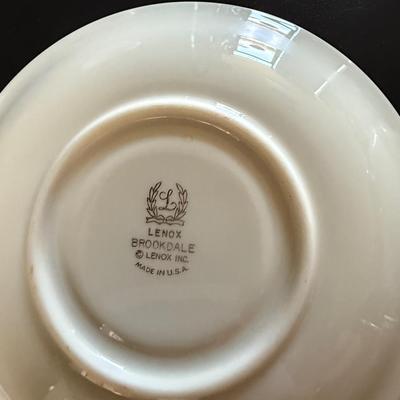 L
LENOX
BROOKDALE
© LENOX INC.
MADE IN U.S.A.